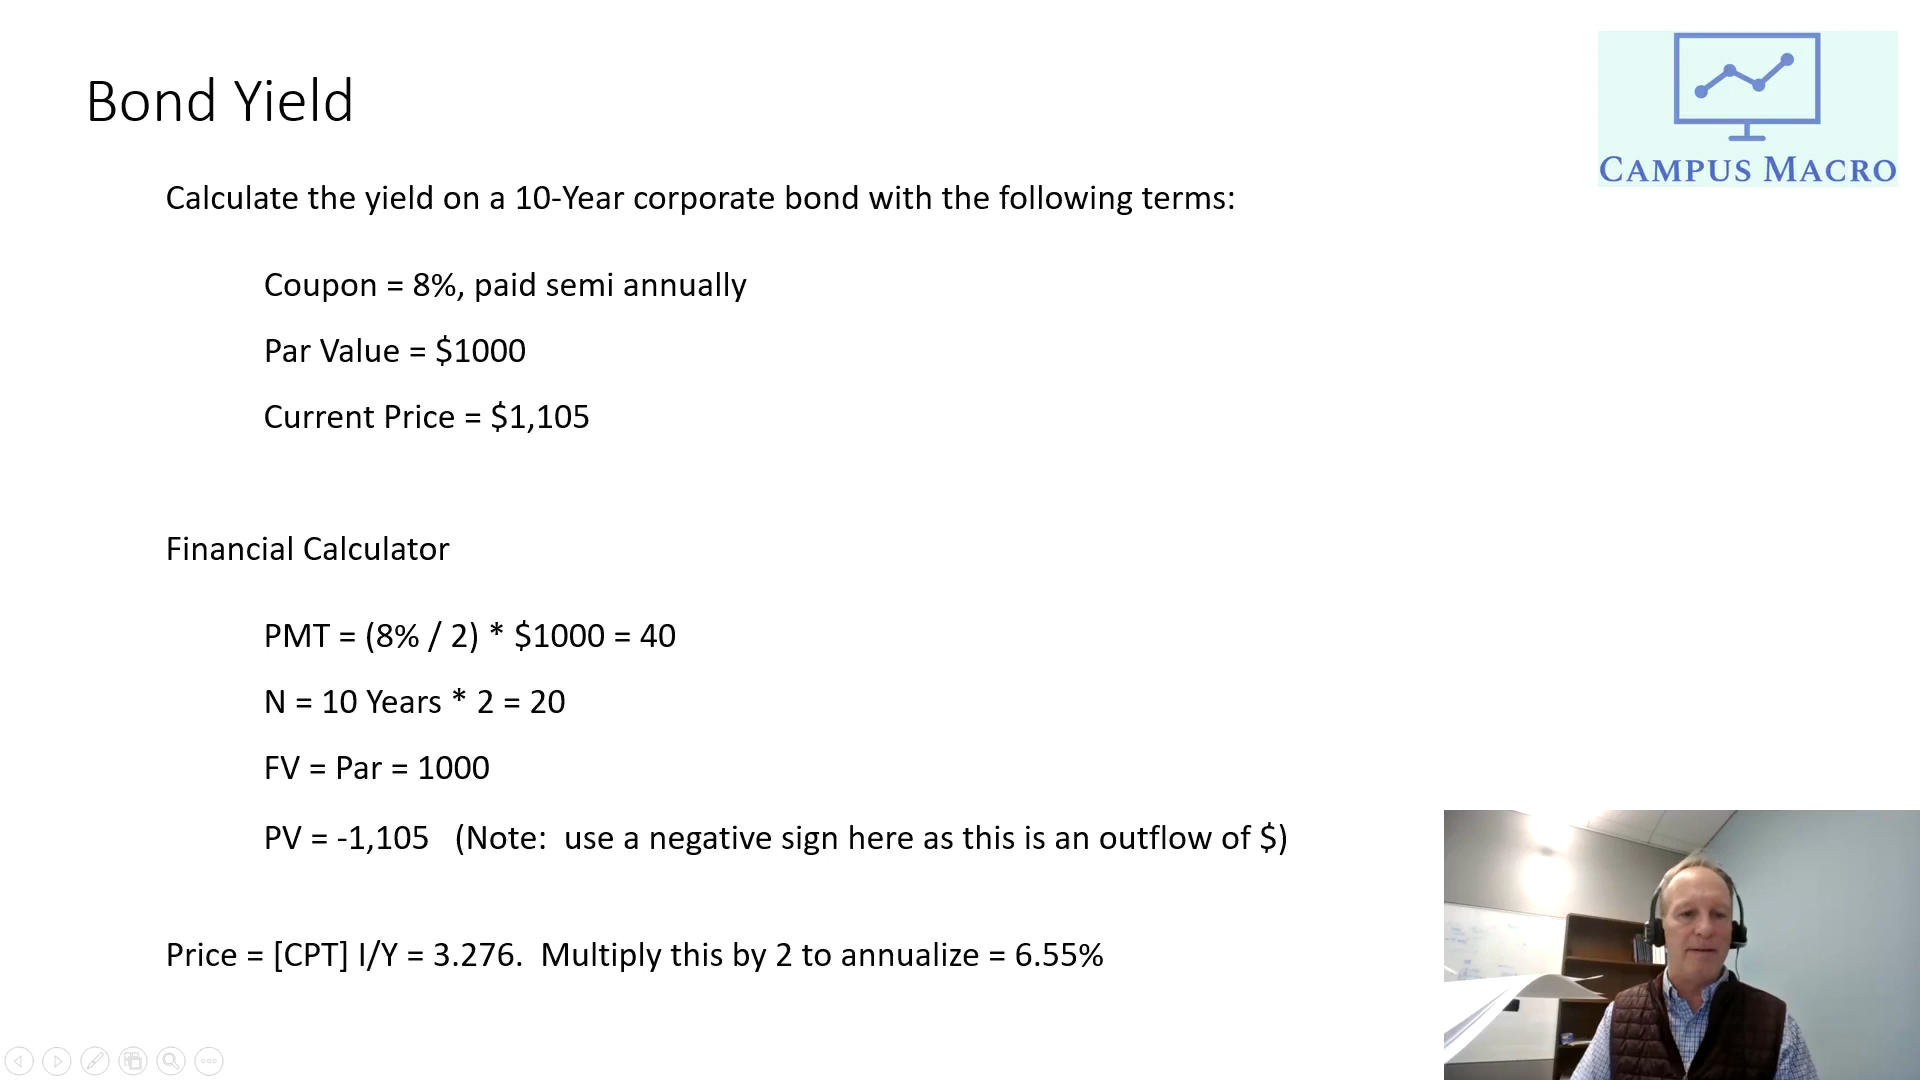 Bond Yield
CAMPUS MACRO
Calculate the yield on a 10-Year corporate bond with the following terms:
Coupon = 8%, paid semi annually
Par Value = $1000
Current Price = $1,105
Financial Calculator
PMT = (8% / 2) * $1000 = 40
N = 10 Years * 2 = 20
FV = Par = 1000
PV = -1,105 (Note: use a negative sign here as this is an outflow of $)
Price = [CPT] I/Y = 3.276. Multiply this by 2 to annualize = 6.55%